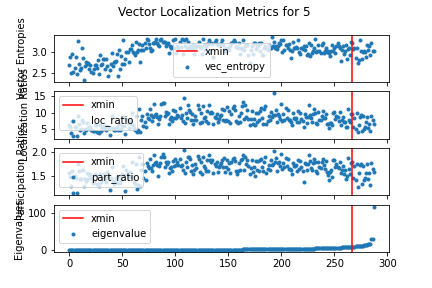 Vector Localization Metrics for 5
Vector Entropies
3.0
2.5
xmin
vec_entropy
Localization Ratios
15
10
5
xmin
loc_ratio
Participation Ratios
2.0
1.5
xmin
part_ratio
Eigenvalues
100
0
xmin
eigenvalue
0 50 100 150 200 250 300